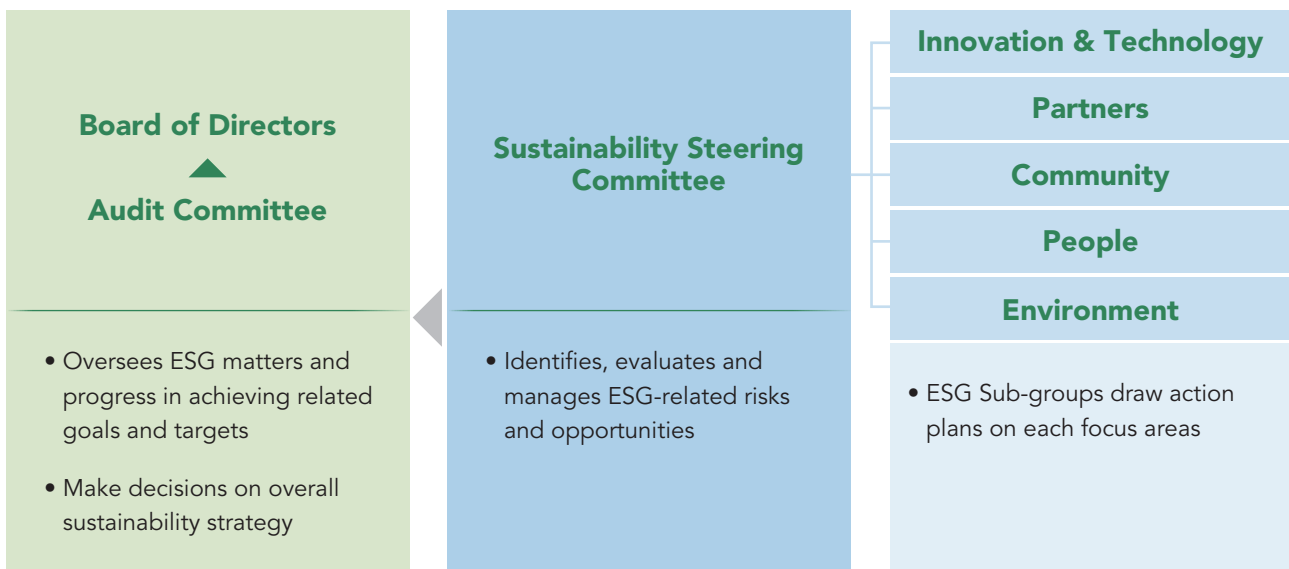 Board of Directors
Audit Committee
• Oversees ESG matters and
progress in achieving related
goals and targets
• Make decisions on overall
sustainability strategy
Sustainability Steering
Committee
• Identifies, evaluates and
manages ESG-related risks
and opportunities
Innovation & Technology
Partners
Community
People
Environment
• ESG Sub-groups draw action
plans on each focus areas